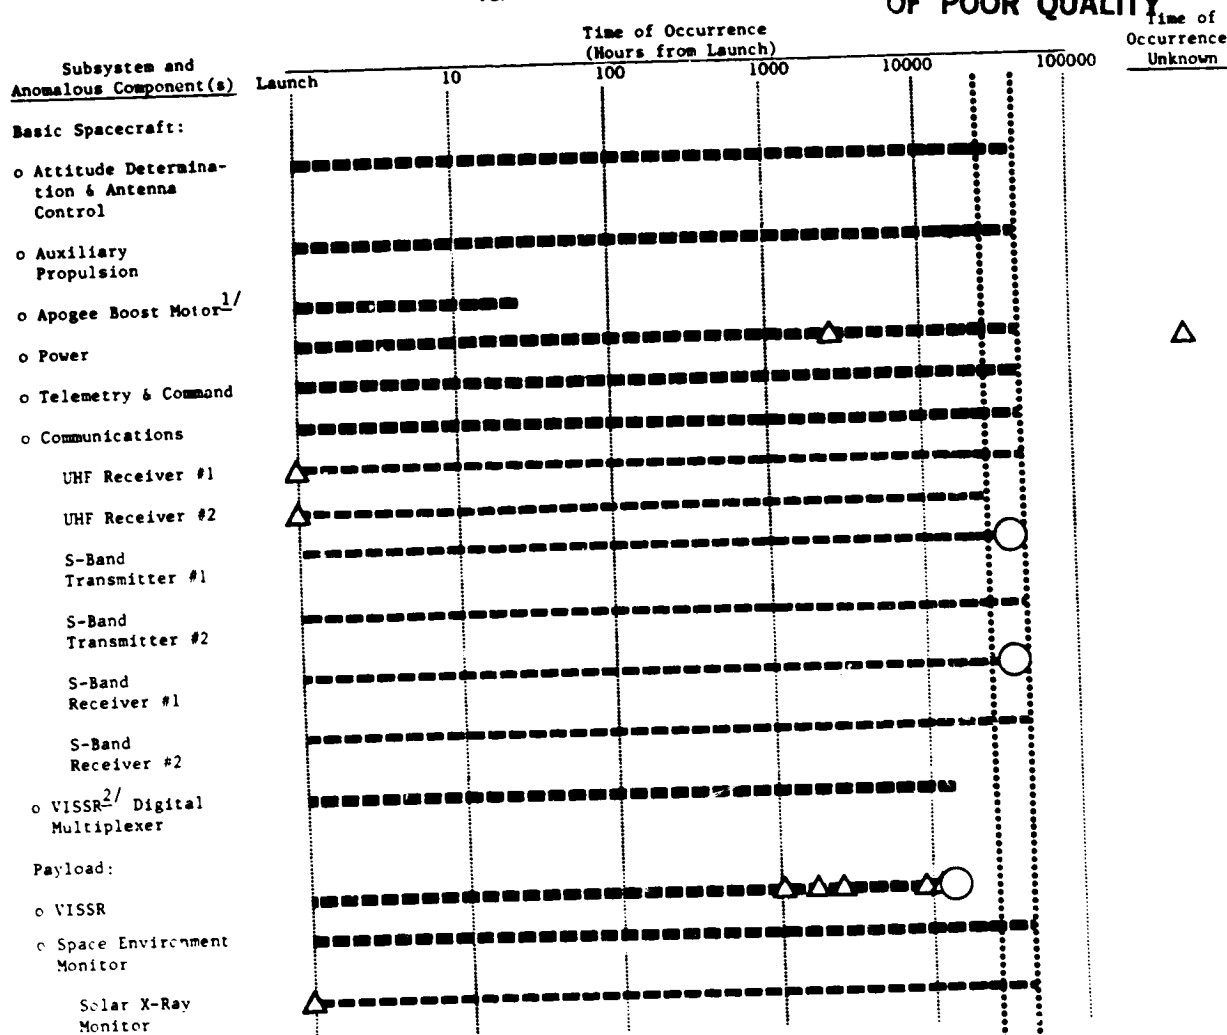 OF POOR QUALITY
Time of Occurrence
(Hours from Launch)
Time of
Occurrence
Unknown
Subsystem and
Anomalous Component(s)
Launch 10 100 1000 10000 100000
Basic Spacecraft:
o Attitude Determina-
tion & Antenna
Control
o Auxiliary
Propulsion
o Apogee Boost Motor1/
o Power
o Telemetry & Command
o Communications
UHF Receiver #1
UHF Receiver #2
S-Band
Transmitter #1
S-Band
Transmitter #2
S-Band
Receiver #1
S-Band
Receiver #2
o VISSR2/ Digital
Multiplexer
Payload:
o VISSR
o Space Environment
Monitor
Solar X-Ray
Monitor